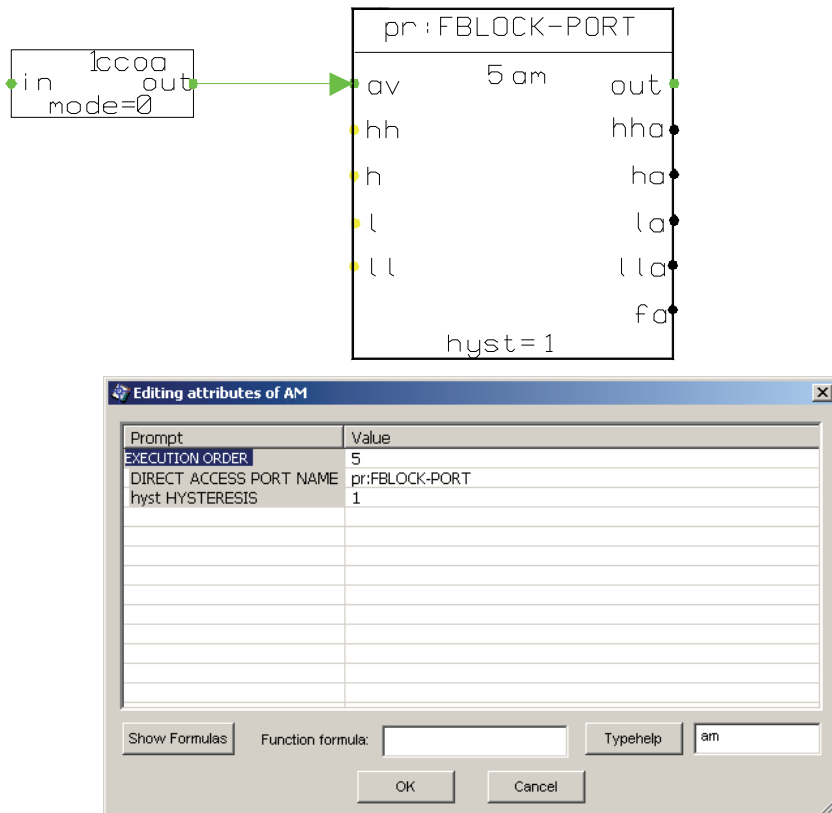 pr:FBLOCK-PORT
1ccoa
in out
mode=0
5 am
av out
hh hha
h ha
l la
ll lla
fa
hyst=1
Editing attributes of AM
Prompt Value
EXECUTION ORDER 5
DIRECT ACCESS PORT NAME pr:FBLOCK-PORT
hyst HYSTERESIS 1
Show Formulas Function formula: Typehelp am
OK Cancel